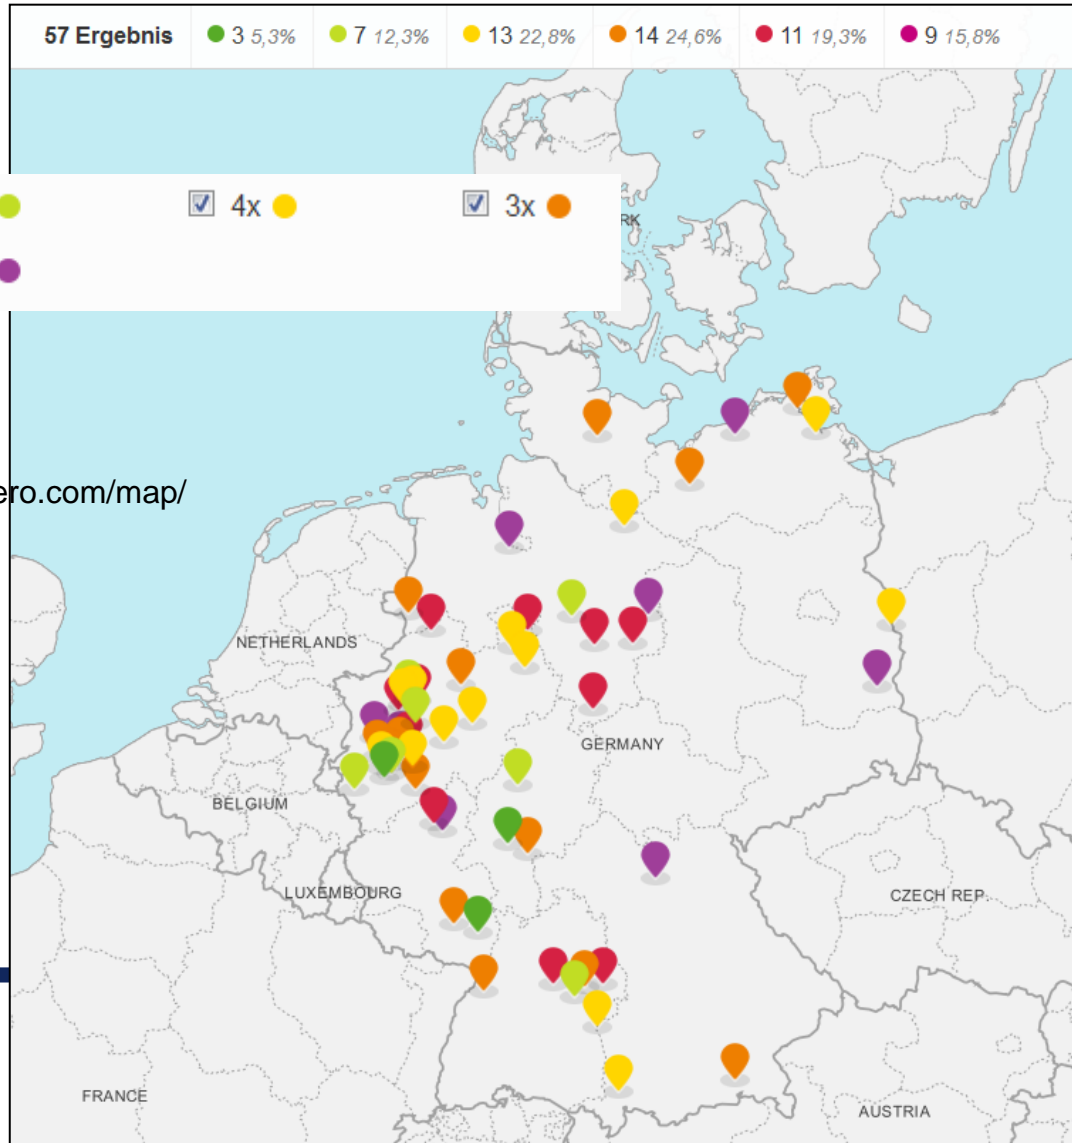 57 Ergebnis 3 5,3% 7 12,3% 13 22,8% 14 24,6% 11 19,3% 9 15,8%
4x 3x
RK
ero.com/map/
NETHERLANDS
GERMANY
BELGIUM
LUXEMBOURG
CZECH REP.
FRANCE
AUSTRIA